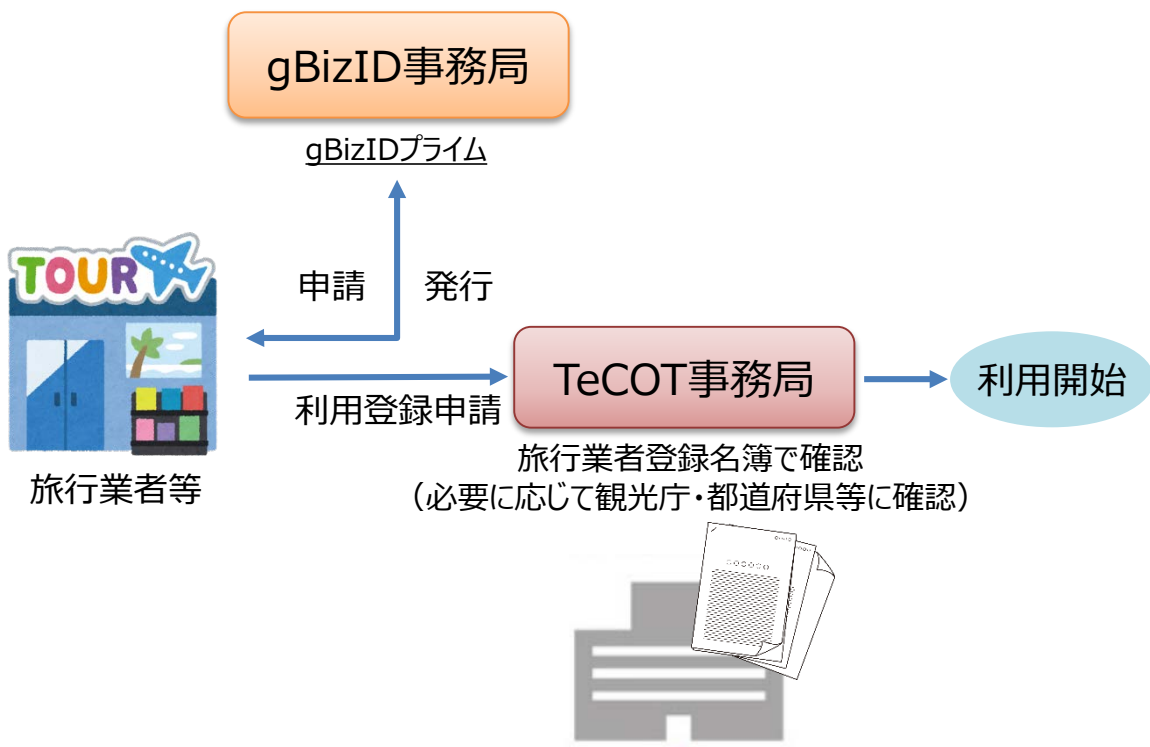 gBizID事務局
gBizIDプライム
TOUR
申請
発行
利用登録申請
TeCOT事務局
利用開始
旅行業者等
旅行業者登録名簿で確認
（必要に応じて観光庁・都道府県等に確認）